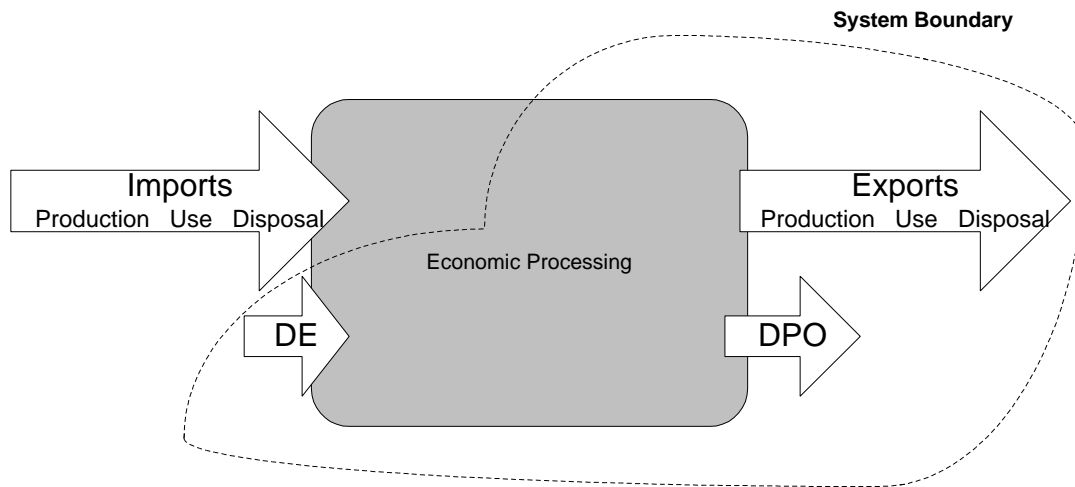 System Boundary
Imports
Production Use Disposal
Exports
Production Use Disposal
Economic Processing
DE
DPO